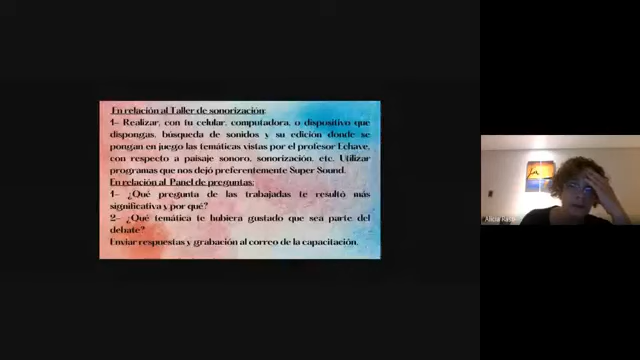 En relación al Taller de sonorización:
1- Realizar, con tu celular, computadora, o dispositivo que
dispongas, búsqueda de sonidos y su edición donde se
pongan en juego las temáticas vistas por el profesor Echave,
con respecto a paisaje sonoro, sonorización, etc. Utilizar
programas que nos dejó preferentemente Super Sound.
En relación al Panel de preguntas:
1- ¿Qué pregunta de las trabajadas te resultó más
significativa y por qué?
2- ¿Qué temática te hubiera gustado que sea parte del
debate?
Enviar respuestas y grabación al correo de la capacitación.
Alicia